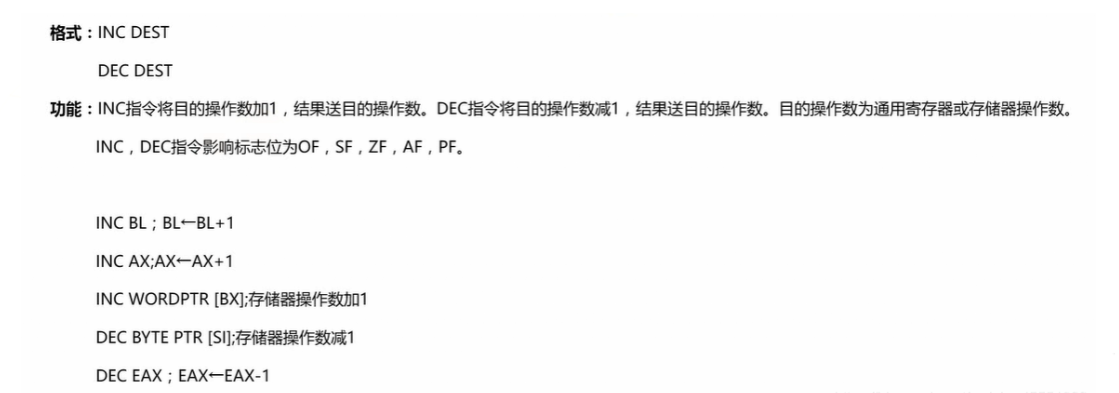 格式：INC DEST
DEC DEST
功能：INC指令将目的操作数加1，结果送目的操作数。DEC指令将目的操作数减1，结果送目的操作数。目的操作数为通用寄存器或存储器操作数。
INC，DEC指令影响标志位为OF，SF，ZF，AF，PF。
INC BL；BL←BL+1
INC AX;AX←AX+1
INC WORDPTR [BX];存储器操作数加1
DEC BYTE PTR [SI];存储器操作数减1
DEC EAX；EAX←EAX-1